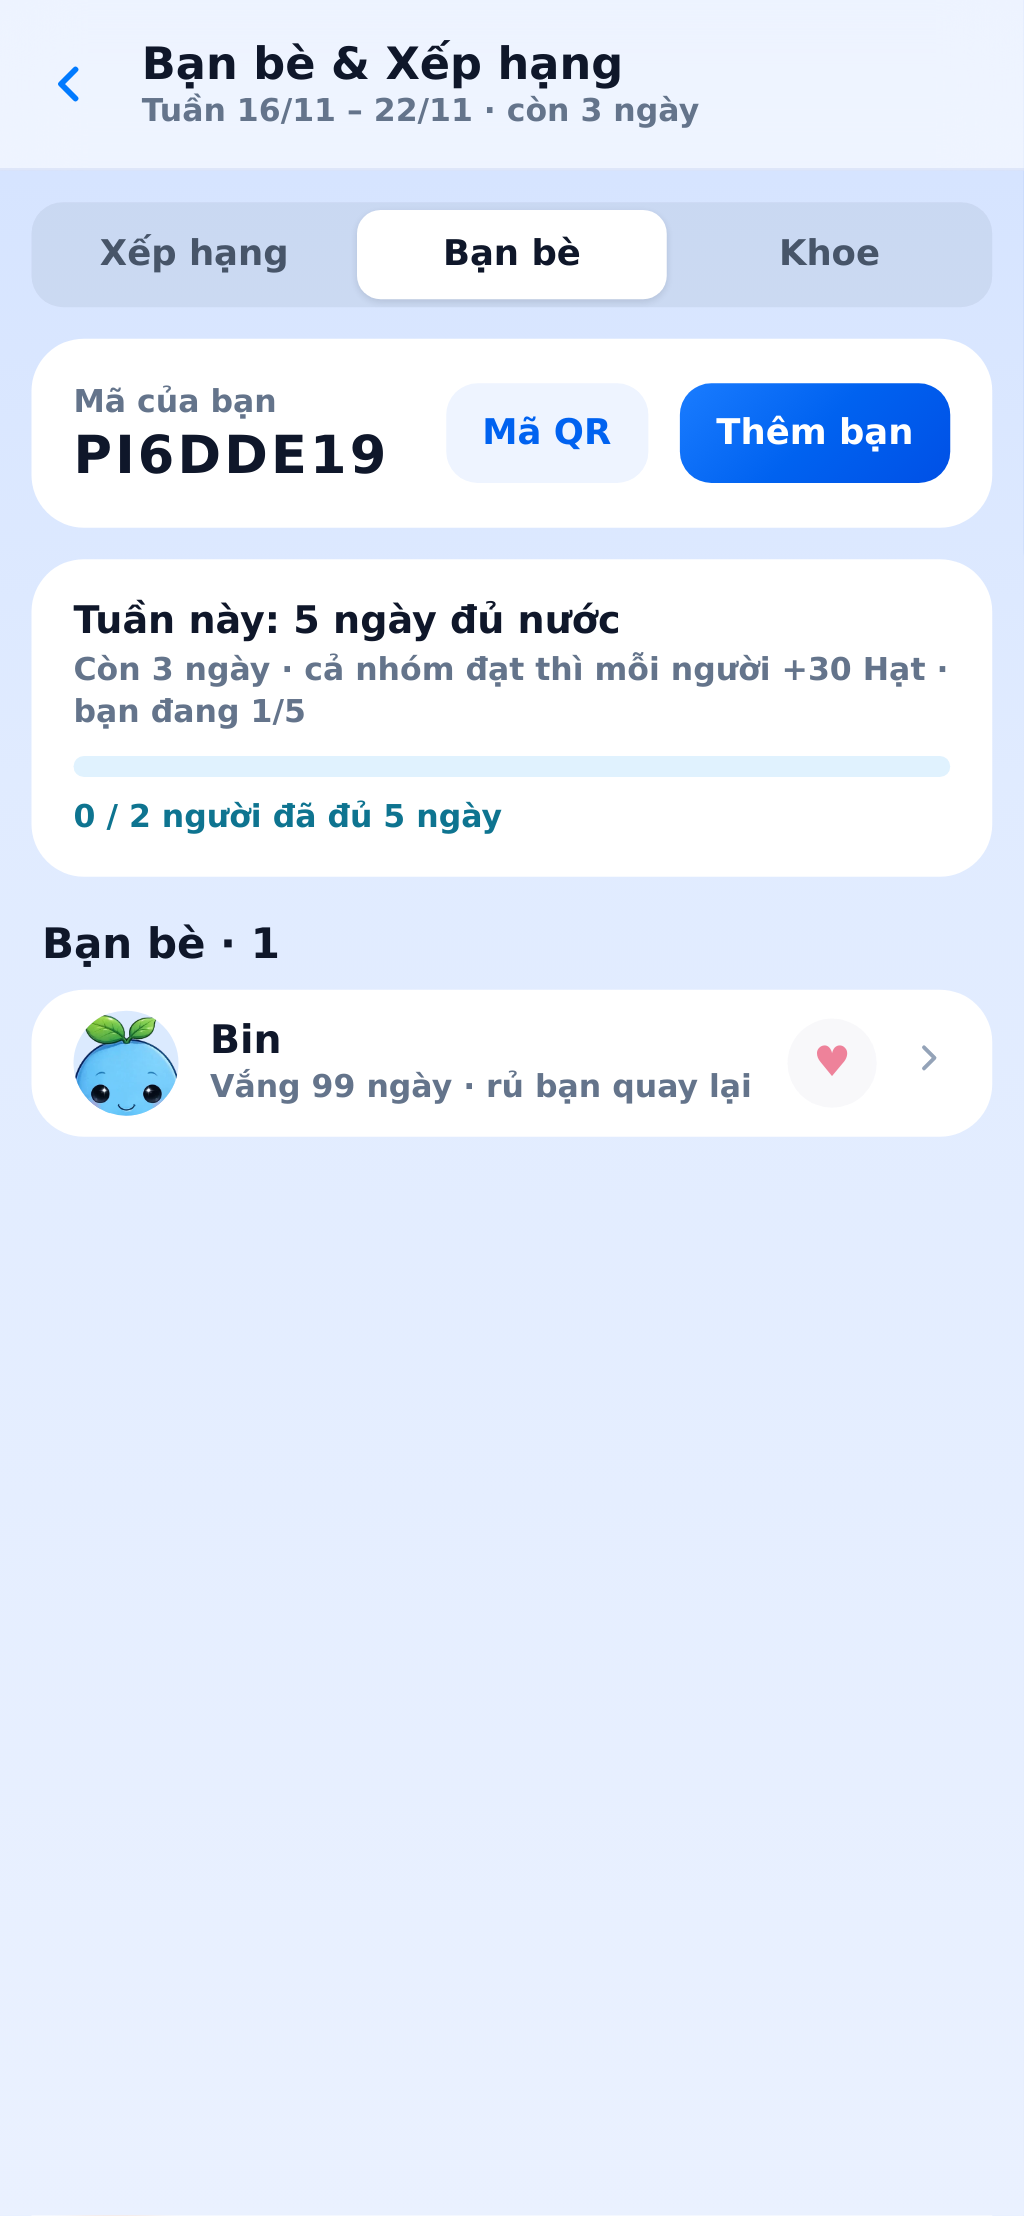 Bạn bè & Xếp hạng
Tuần 16/11 – 22/11 · còn 3 ngày
Xếp hạng
Bạn bè
Khoe
Mã của bạn
PI6DDE19
Mã QR
Thêm bạn
Tuần này: 5 ngày đủ nước
Còn 3 ngày · cả nhóm đạt thì mỗi người +30 Hạt ·
bạn đang 1/5
0 / 2 người đã đủ 5 ngày
Bạn bè · 1
Bin
Vắng 99 ngày · rủ bạn quay lại